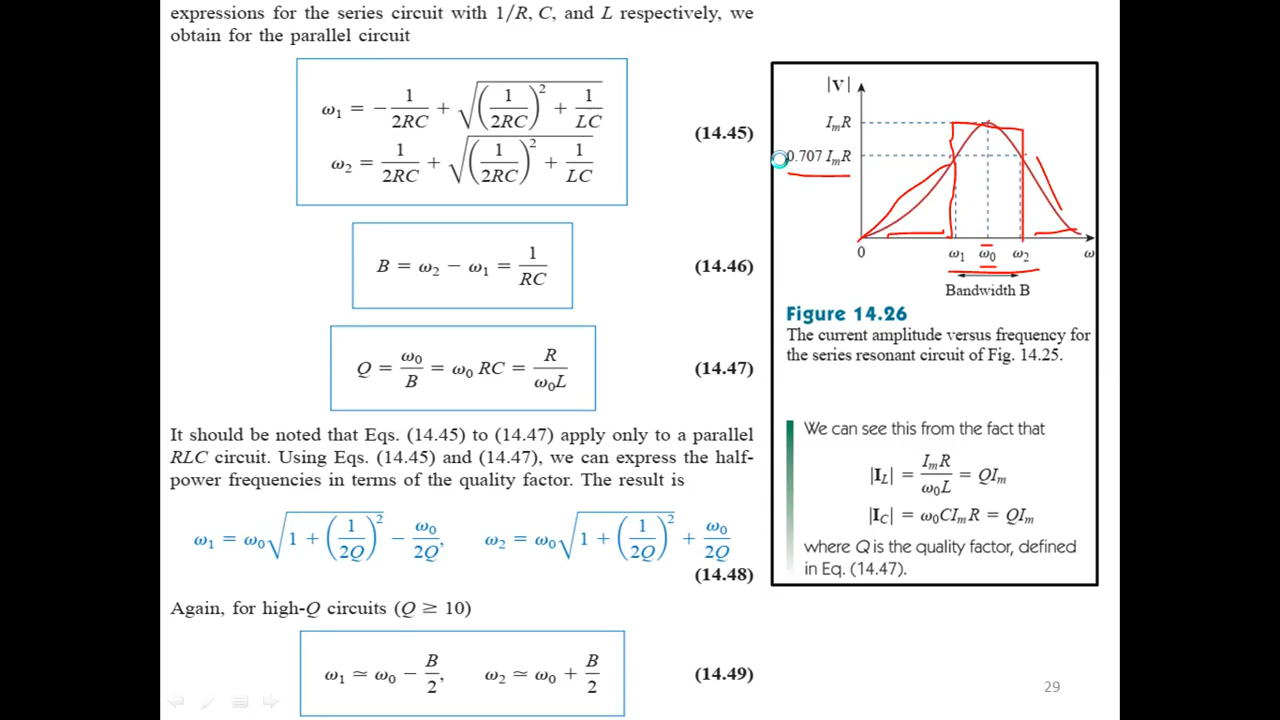 expressions for the series circuit with 1/R, C, and L respectively, we
obtain for the parallel circuit
ω₁ = − 1/2RC + √((1/2RC)² + 1/LC)
ω₂ = 1/2RC + √((1/2RC)² + 1/LC)
(14.45)
B = ω₂ − ω₁ = 1/RC
(14.46)
Q = ω₀/B = ω₀ RC = R/ω₀L
(14.47)
It should be noted that Eqs. (14.45) to (14.47) apply only to a parallel
RLC circuit. Using Eqs. (14.45) and (14.47), we can express the half-
power frequencies in terms of the quality factor. The result is
ω₁ = ω₀√(1 + (1/2Q)²) − ω₀/2Q, ω₂ = ω₀√(1 + (1/2Q)²) + ω₀/2Q
(14.48)
Again, for high-Q circuits (Q ≥ 10)
ω₁ ≃ ω₀ − B/2, ω₂ ≃ ω₀ + B/2
(14.49)
|V|
IₘR
0.707 IₘR
0 ω₁ ω₀ ω₂ ω
Bandwidth B
Figure 14.26
The current amplitude versus frequency for
the series resonant circuit of Fig. 14.25.
We can see this from the fact that
|I_L| = IₘR/ω₀L = QIₘ
|I_C| = ω₀CIₘR = QIₘ
where Q is the quality factor, defined
in Eq. (14.47).
29